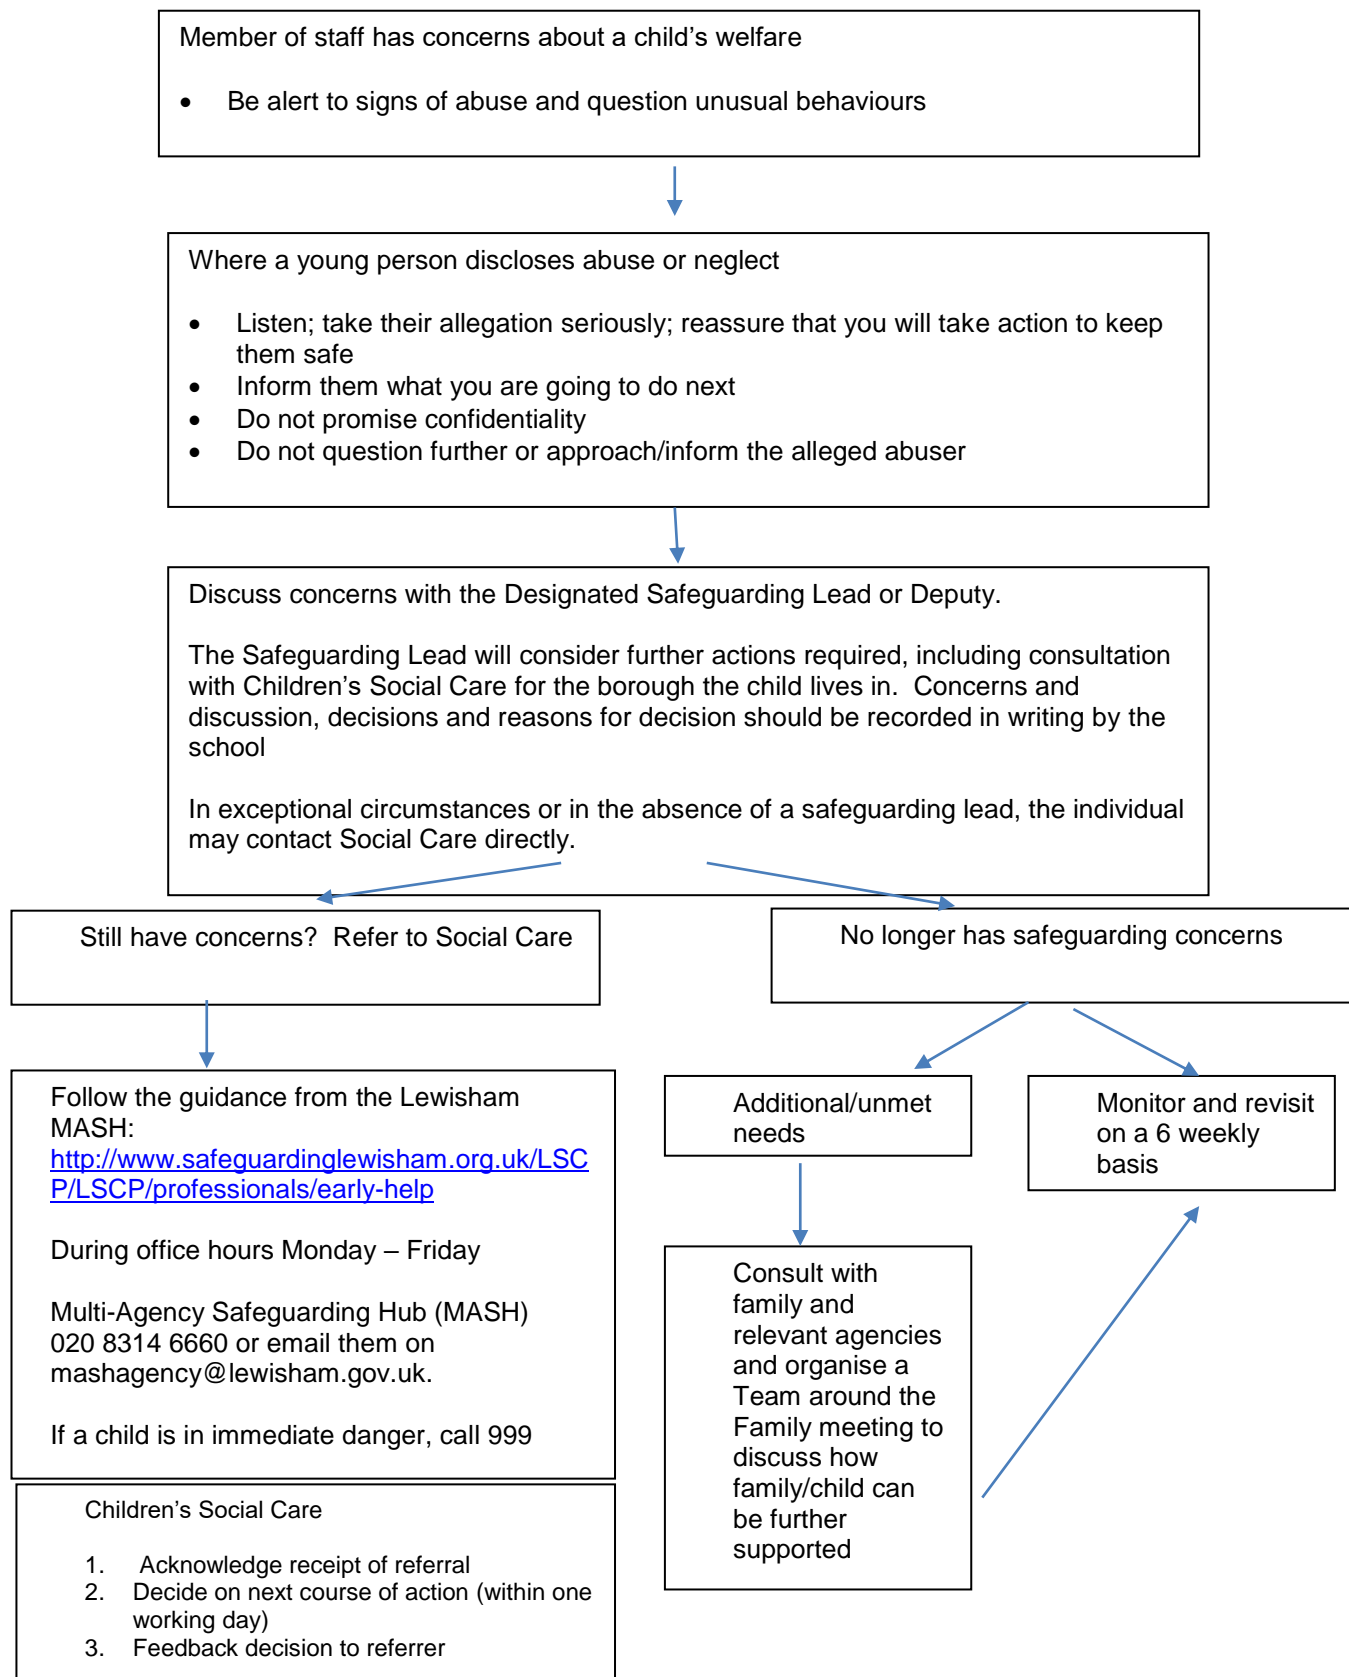 Member of staff has concerns about a child’s welfare
• Be alert to signs of abuse and question unusual behaviours
Where a young person discloses abuse or neglect
• Listen; take their allegation seriously; reassure that you will take action to keep
them safe
• Inform them what you are going to do next
• Do not promise confidentiality
• Do not question further or approach/inform the alleged abuser
Discuss concerns with the Designated Safeguarding Lead or Deputy.
The Safeguarding Lead will consider further actions required, including consultation
with Children’s Social Care for the borough the child lives in.  Concerns and
discussion, decisions and reasons for decision should be recorded in writing by the
school
In exceptional circumstances or in the absence of a safeguarding lead, the individual
may contact Social Care directly.
Still have concerns?  Refer to Social Care
No longer has safeguarding concerns
Follow the guidance from the Lewisham
MASH:
http://www.safeguardinglewisham.org.uk/LSC
P/LSCP/professionals/early-help
During office hours Monday – Friday
Multi-Agency Safeguarding Hub (MASH)
020 8314 6660 or email them on
mashagency@lewisham.gov.uk.
If a child is in immediate danger, call 999
Additional/unmet
needs
Monitor and revisit
on a 6 weekly
basis
Consult with
family and
relevant agencies
and organise a
Team around the
Family meeting to
discuss how
family/child can
be further
supported
Children’s Social Care
1. Acknowledge receipt of referral
2. Decide on next course of action (within one
working day)
3. Feedback decision to referrer